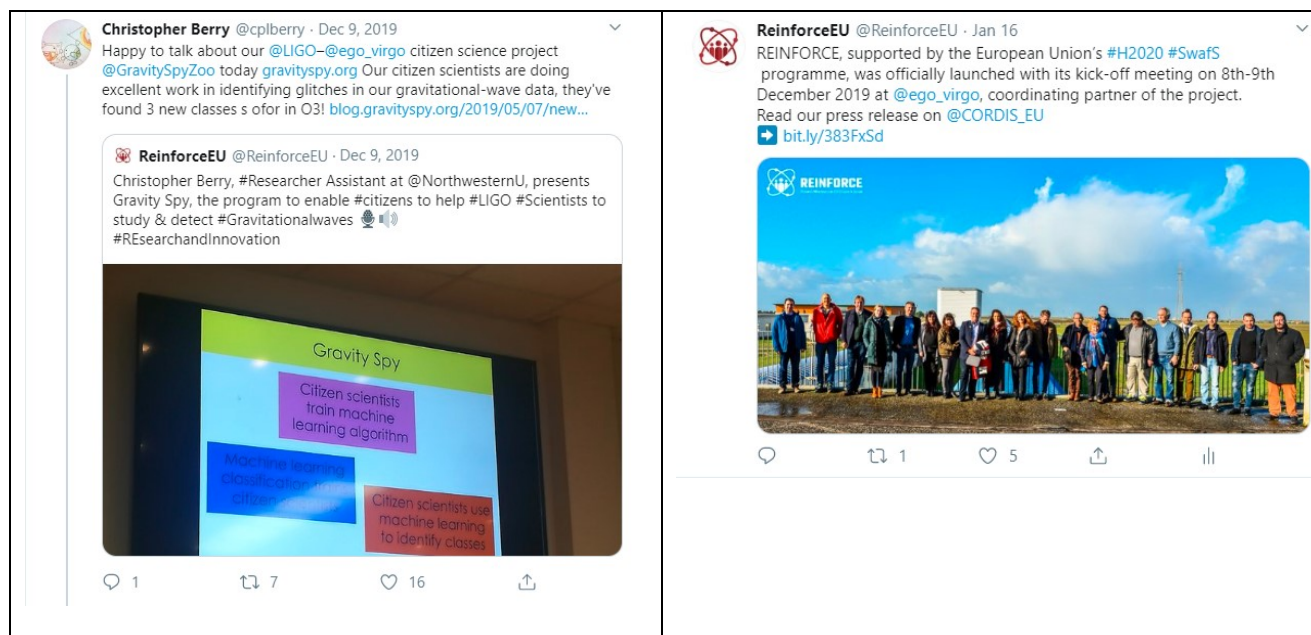 Christopher Berry @cplberry · Dec 9, 2019
Happy to talk about our @LIGO–@ego_virgo citizen science project
@GravitySpyZoo today gravityspy.org Our citizen scientists are doing
excellent work in identifying glitches in our gravitational-wave data, they've
found 3 new classes s ofor in O3! blog.gravityspy.org/2019/05/07/new...
ReinforceEU @ReinforceEU · Dec 9, 2019
Christopher Berry, #Researcher Assistant at @NorthwesternU, presents
Gravity Spy, the program to enable #citizens to help #LIGO #Scientists to
study & detect #Gravitationalwaves
#REsearchandInnovation
Gravity Spy
Citizen scientists
train machine
learning algorithm
Machine learning
classification
citizen
Citizen scientists use
machine learning
to identify classes
1 7 16
ReinforceEU @ReinforceEU · Jan 16
REINFORCE, supported by the European Union's #H2020 #SwafS
programme, was officially launched with its kick-off meeting on 8th-9th
December 2019 at @ego_virgo, coordinating partner of the project.
Read our press release on @CORDIS_EU
➡ bit.ly/383FxSd
REINFORCE
1 5